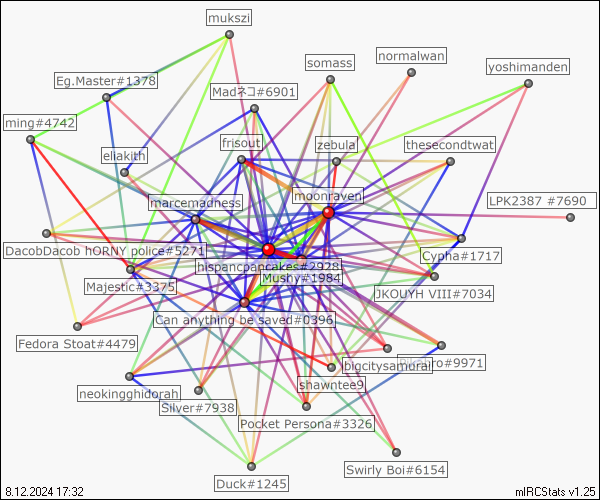 mukszi
normalwan
somass
yoshimanden
Eg.Master#1378
Madネコ#6901
ming#4742
frisout
zebula
thesecondtwat
eliakith
moonraven
LPK2387 #7690
marcemadness
DacobDacob hORNY police#5271
Cypha#1717
hispancpancakes#2928
Mushy#1984
Majestic#3375
JKOUYH VIII#7034
Can anything be saved#0396
Fedora Stoat#4479
bigcitysamurai
#9971
shawntee9
neokingghidorah
Silver#7938
Pocket Persona#3326
Swirly Boi#6154
Duck#1245
8.12.2024 17:32
mIRCStats v1.25